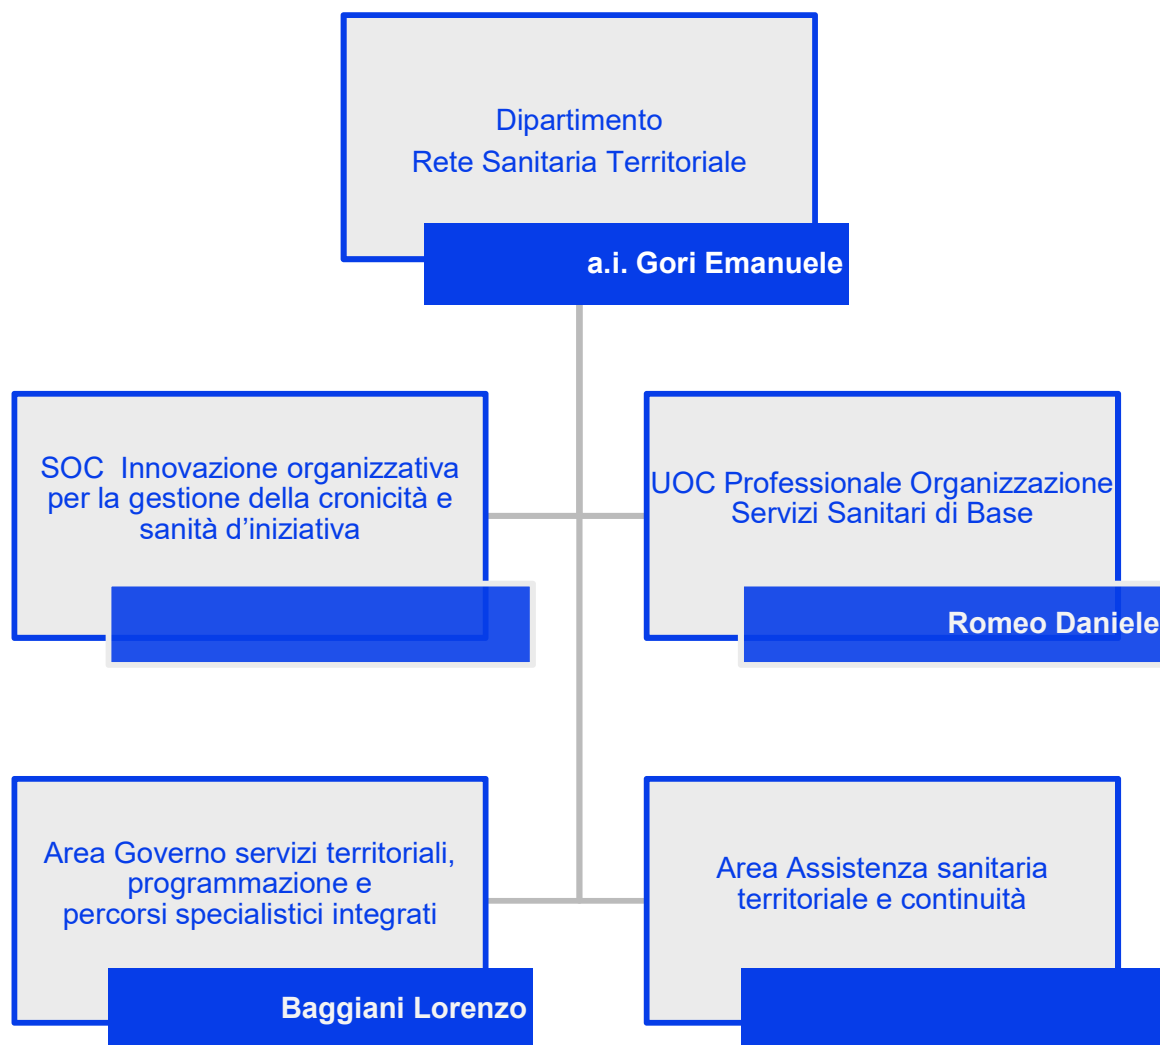 Dipartimento
Rete Sanitaria Territoriale
a.i. Gori Emanuele
SOC  Innovazione organizzativa
per la gestione della cronicità e
sanità d’iniziativa
UOC Professionale Organizzazione
Servizi Sanitari di Base
Romeo Daniele
Area Governo servizi territoriali,
programmazione e
percorsi specialistici integrati
Baggiani Lorenzo
Area Assistenza sanitaria
territoriale e continuità